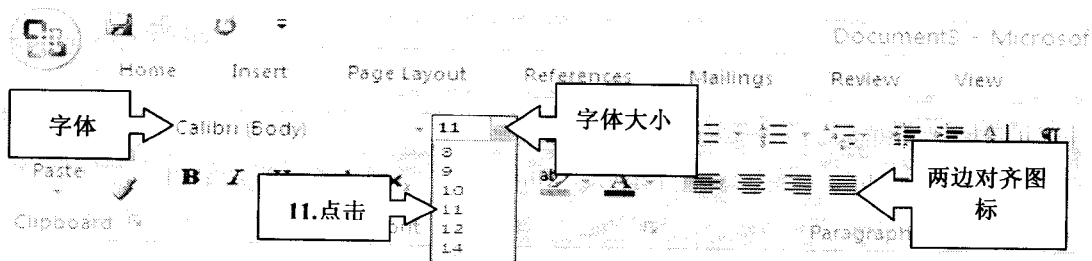 Document3 - Microsof
Home Insert Page Layout References Mailings Review View
字体
Calibri (Body)
11
字体大小
Paste
B I
8
9
10
11
12
14
11.点击
两边对齐图
标
Clipboard
Paragraph